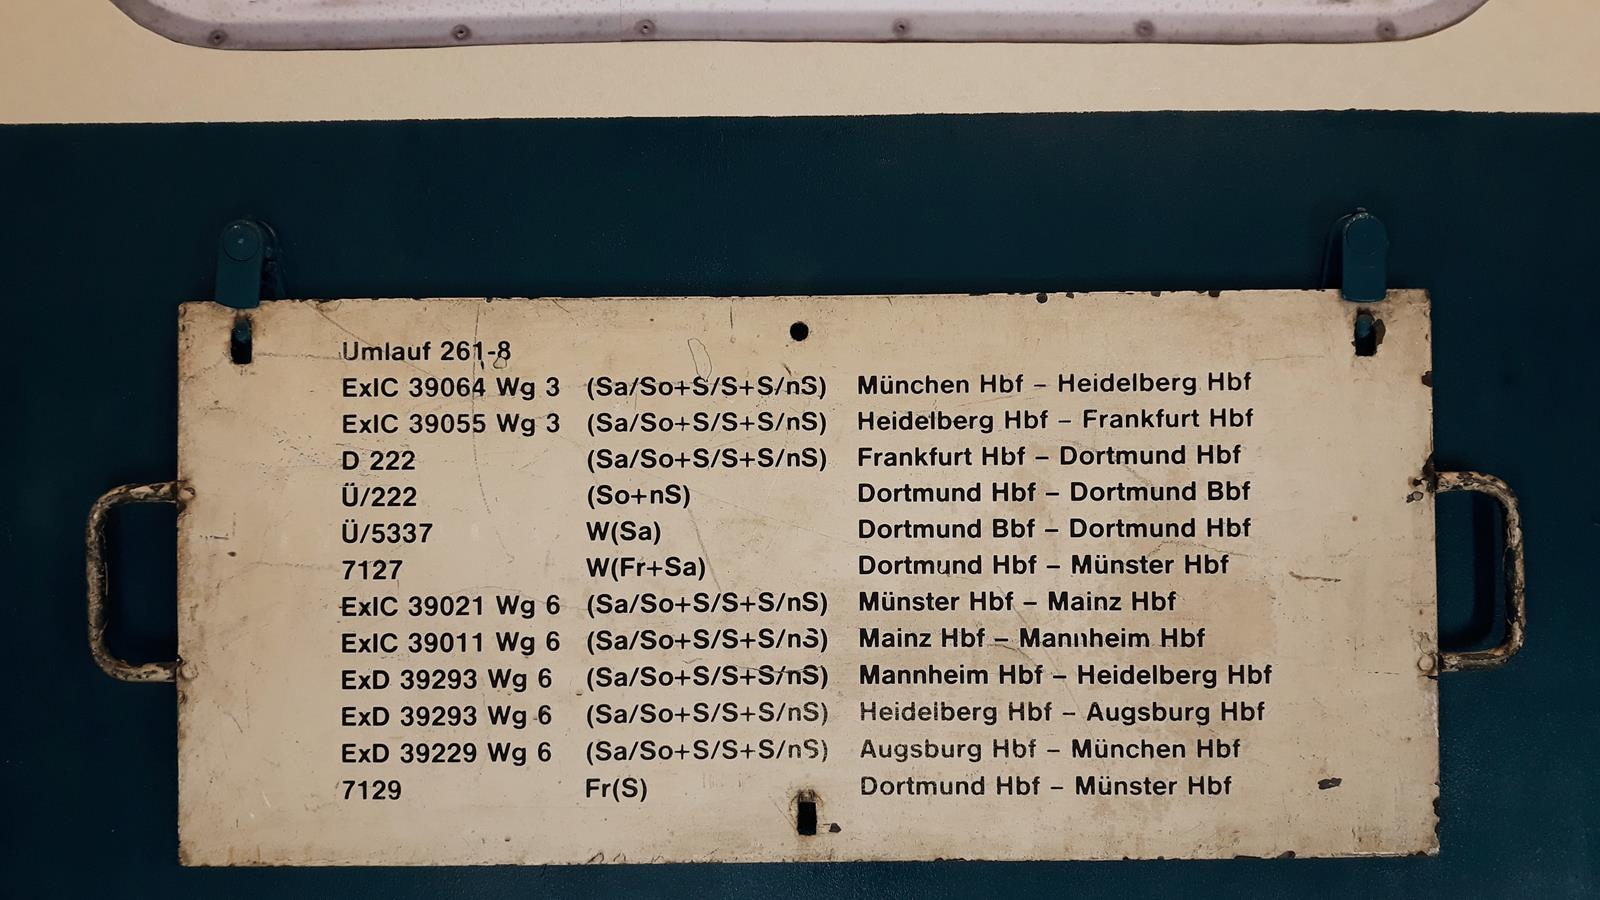 Umlauf 261-8
ExIC 39064 Wg 3 (Sa/So+S/S+S/nS) München Hbf – Heidelberg Hbf
ExIC 39055 Wg 3 (Sa/So+S/S+S/nS) Heidelberg Hbf – Frankfurt Hbf
D 222 (Sa/So+S/S+S/nS) Frankfurt Hbf – Dortmund Hbf
Ü/222 (So+nS) Dortmund Hbf – Dortmund Bbf
Ü/5337 W(Sa) Dortmund Bbf – Dortmund Hbf
7127 W(Fr+Sa) Dortmund Hbf – Münster Hbf
ExIC 39021 Wg 6 (Sa/So+S/S+S/nS) Münster Hbf – Mainz Hbf
ExIC 39011 Wg 6 (Sa/So+S/S+S/nS) Mainz Hbf – Mannheim Hbf
ExD 39293 Wg 6 (Sa/So+S/S+S/nS) Mannheim Hbf – Heidelberg Hbf
ExD 39293 Wg 6 (Sa/So+S/S+S/nS) Heidelberg Hbf – Augsburg Hbf
ExD 39229 Wg 6 (Sa/So+S/S+S/nS) Augsburg Hbf – München Hbf
7129 Fr(S) Dortmund Hbf – Münster Hbf